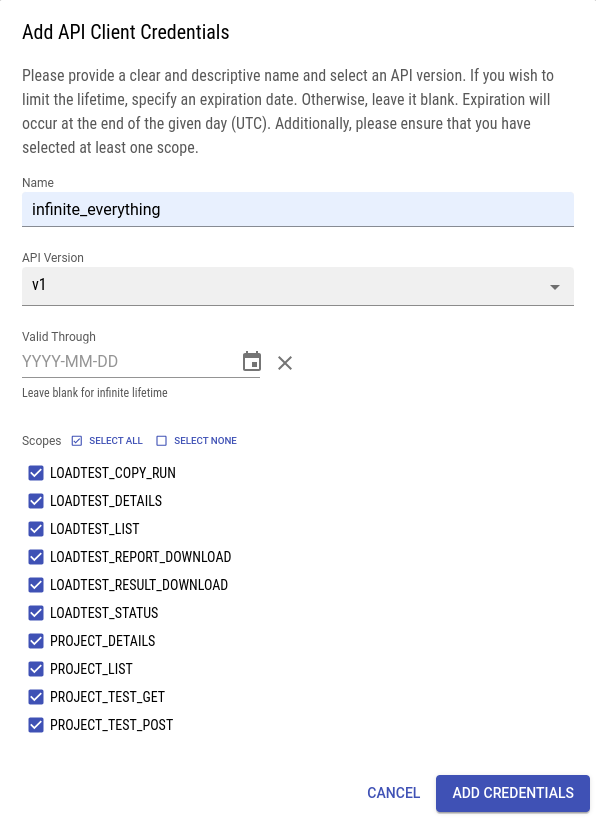 Add API Client Credentials
Please provide a clear and descriptive name and select an API version. If you wish to
limit the lifetime, specify an expiration date. Otherwise, leave it blank. Expiration will
occur at the end of the given day (UTC). Additionally, please ensure that you have
selected at least one scope.
Name
infinite_everything
API Version
v1
Valid Through
YYYY-MM-DD
Leave blank for infinite lifetime
Scopes SELECT ALL SELECT NONE
LOADTEST_COPY_RUN
LOADTEST_DETAILS
LOADTEST_LIST
LOADTEST_REPORT_DOWNLOAD
LOADTEST_RESULT_DOWNLOAD
LOADTEST_STATUS
PROJECT_DETAILS
PROJECT_LIST
PROJECT_TEST_GET
PROJECT_TEST_POST
CANCEL ADD CREDENTIALS